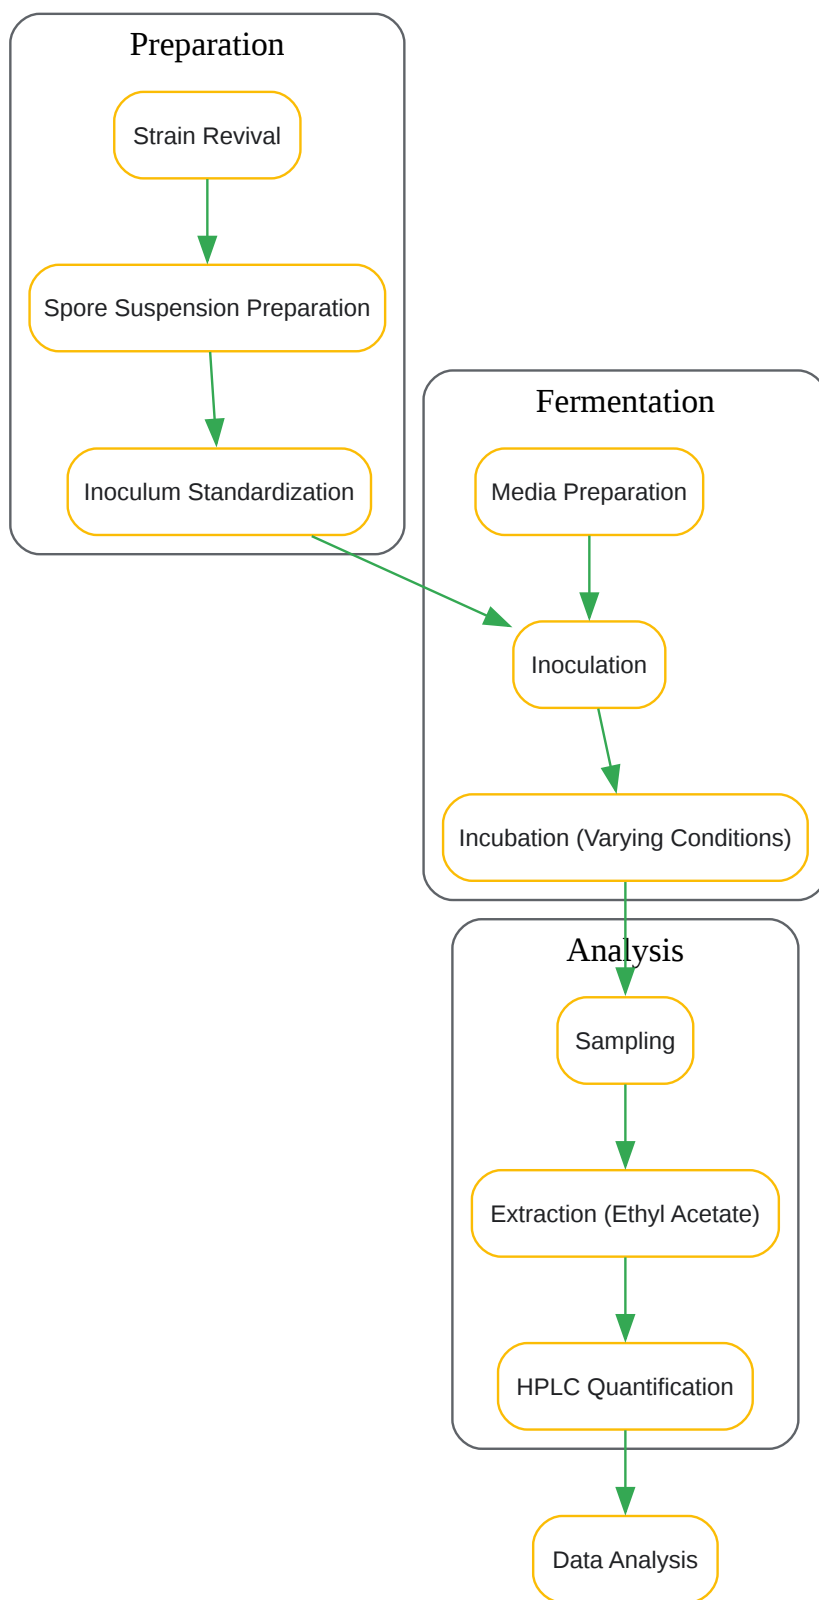 Preparation
Strain Revival
Spore Suspension Preparation
Inoculum Standardization
Fermentation
Media Preparation
Inoculation
Incubation (Varying Conditions)
Analysis
Sampling
Extraction (Ethyl Acetate)
HPLC Quantification
Data Analysis